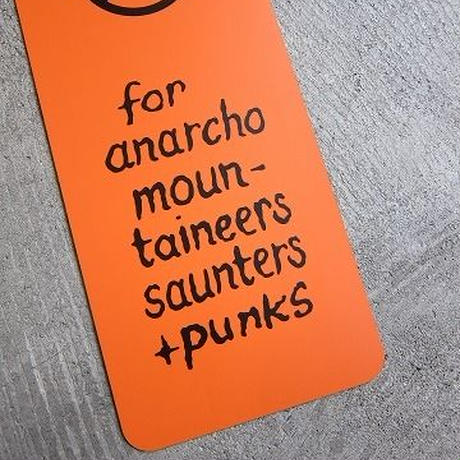 for
anarcho
moun-
taineers
saunters
+punks